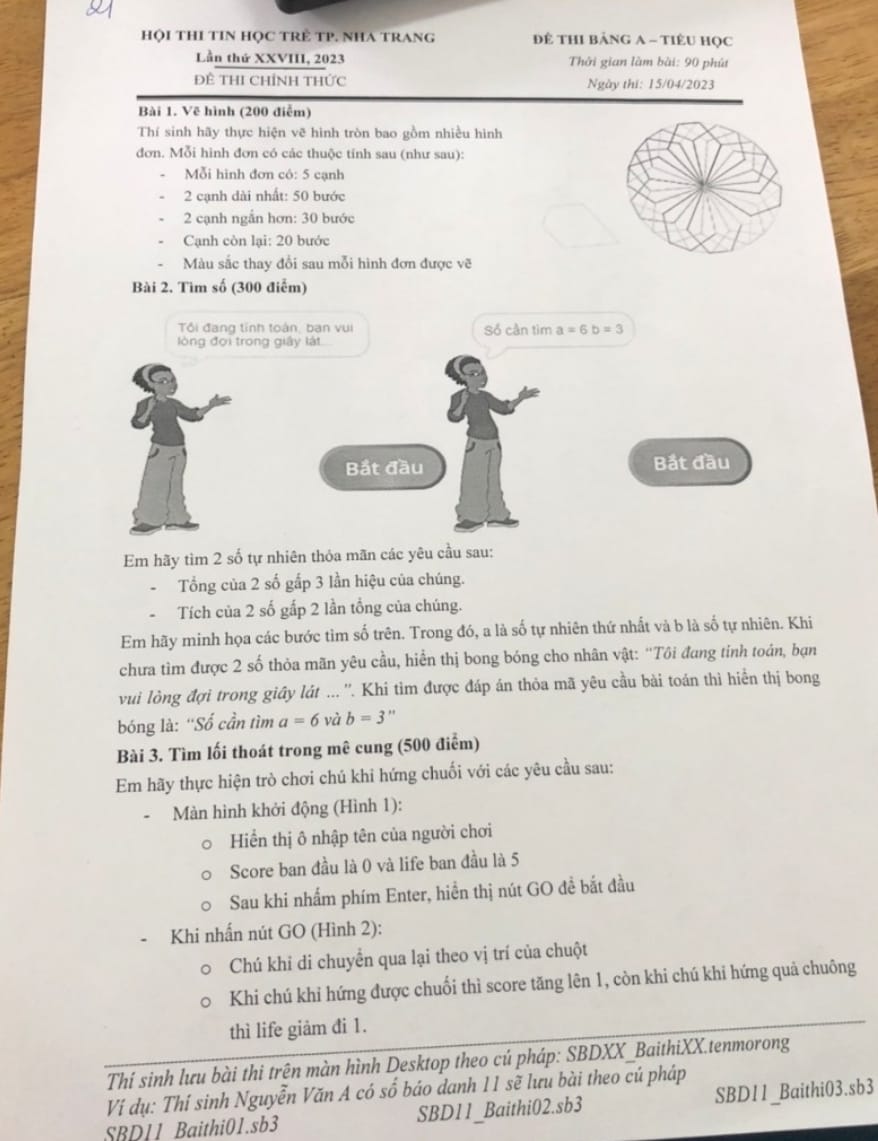 21
HỘI THI TIN HỌC TRẺ TP. NHA TRANG
Lần thứ XXVIII, 2023
ĐỀ THI CHÍNH THỨC
ĐỀ THI BẢNG A – TIỂU HỌC
Thời gian làm bài: 90 phút
Ngày thi: 15/04/2023
Bài 1. Vẽ hình (200 điểm)
Thí sinh hãy thực hiện vẽ hình tròn bao gồm nhiều hình
đơn. Mỗi hình đơn có các thuộc tính sau (như sau):
- Mỗi hình đơn có: 5 cạnh
- 2 cạnh dài nhất: 50 bước
- 2 cạnh ngắn hơn: 30 bước
- Cạnh còn lại: 20 bước
- Màu sắc thay đổi sau mỗi hình đơn được vẽ
Bài 2. Tìm số (300 điểm)
Tôi đang tính toán, bạn vui
lòng đợi trong giây lát...
Số cần tìm a = 6 b = 3
Bắt đầu
Bắt đầu
Em hãy tìm 2 số tự nhiên thỏa mãn các yêu cầu sau:
- Tổng của 2 số gấp 3 lần hiệu của chúng.
- Tích của 2 số gấp 2 lần tổng của chúng.
Em hãy minh họa các bước tìm số trên. Trong đó, a là số tự nhiên thứ nhất và b là số tự nhiên. Khi
chưa tìm được 2 số thỏa mãn yêu cầu, hiển thị bong bóng cho nhân vật: “Tôi đang tính toán, bạn
vui lòng đợi trong giây lát ... ”. Khi tìm được đáp án thỏa mã yêu cầu bài toán thì hiển thị bong
bóng là: “Số cần tìm a = 6 và b = 3”
Bài 3. Tìm lối thoát trong mê cung (500 điểm)
Em hãy thực hiện trò chơi chú khỉ hứng chuối với các yêu cầu sau:
- Màn hình khởi động (Hình 1):
o Hiển thị ô nhập tên của người chơi
o Score ban đầu là 0 và life ban đầu là 5
o Sau khi nhấm phím Enter, hiển thị nút GO để bắt đầu
- Khi nhấn nút GO (Hình 2):
o Chú khỉ di chuyển qua lại theo vị trí của chuột
o Khi chú khỉ hứng được chuối thì score tăng lên 1, còn khi chú khỉ hứng quả chuông
thì life giảm đi 1.
Thí sinh lưu bài thi trên màn hình Desktop theo cú pháp: SBDXX_BaithiXX.tenmorong
Ví dụ: Thí sinh Nguyễn Văn A có số báo danh 11 sẽ lưu bài theo cú pháp
SBD11_Baithi01.sb3 SBD11_Baithi02.sb3 SBD11_Baithi03.sb3